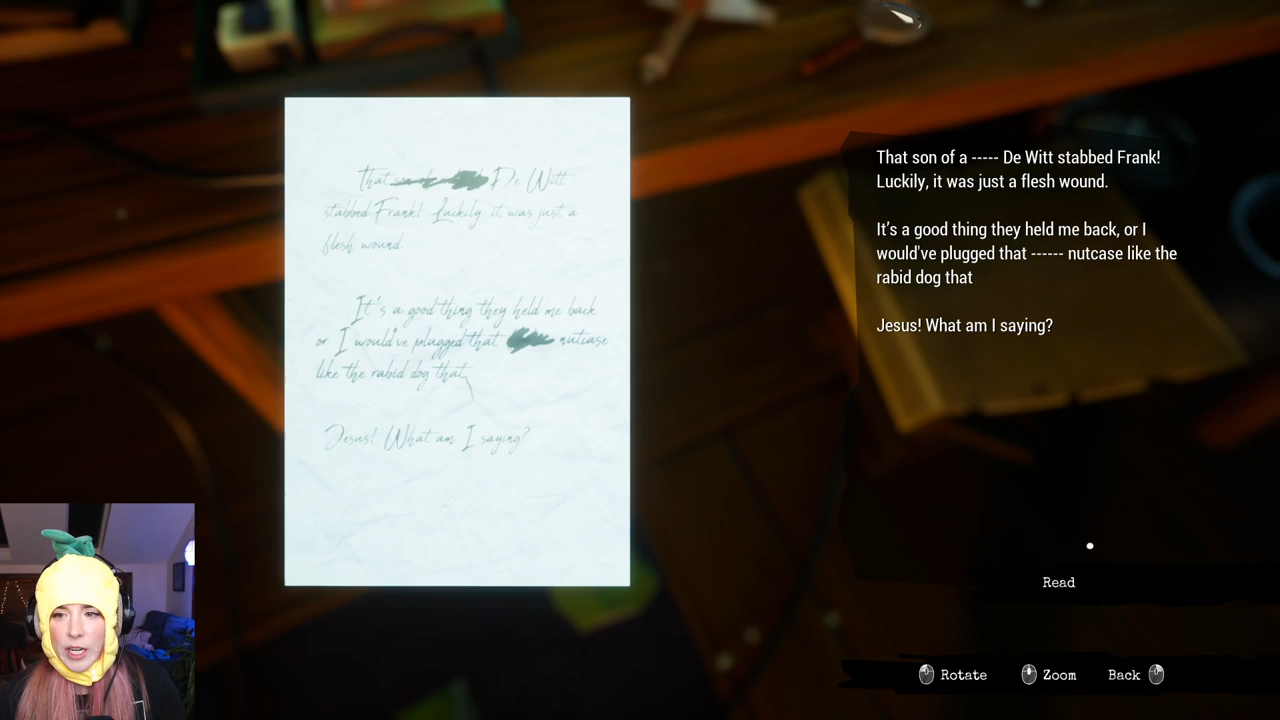 That son of a De Witt
stabbed Frank! Luckily, it was just a
flesh wound.
It's a good thing they held me back
or I would've plugged that nutcase
like the rabid dog that
Jesus! What am I saying?
That son of a ----- De Witt stabbed Frank!
Luckily, it was just a flesh wound.
It's a good thing they held me back, or I
would've plugged that ------ nutcase like the
rabid dog that
Jesus! What am I saying?
Read
Rotate Zoom Back